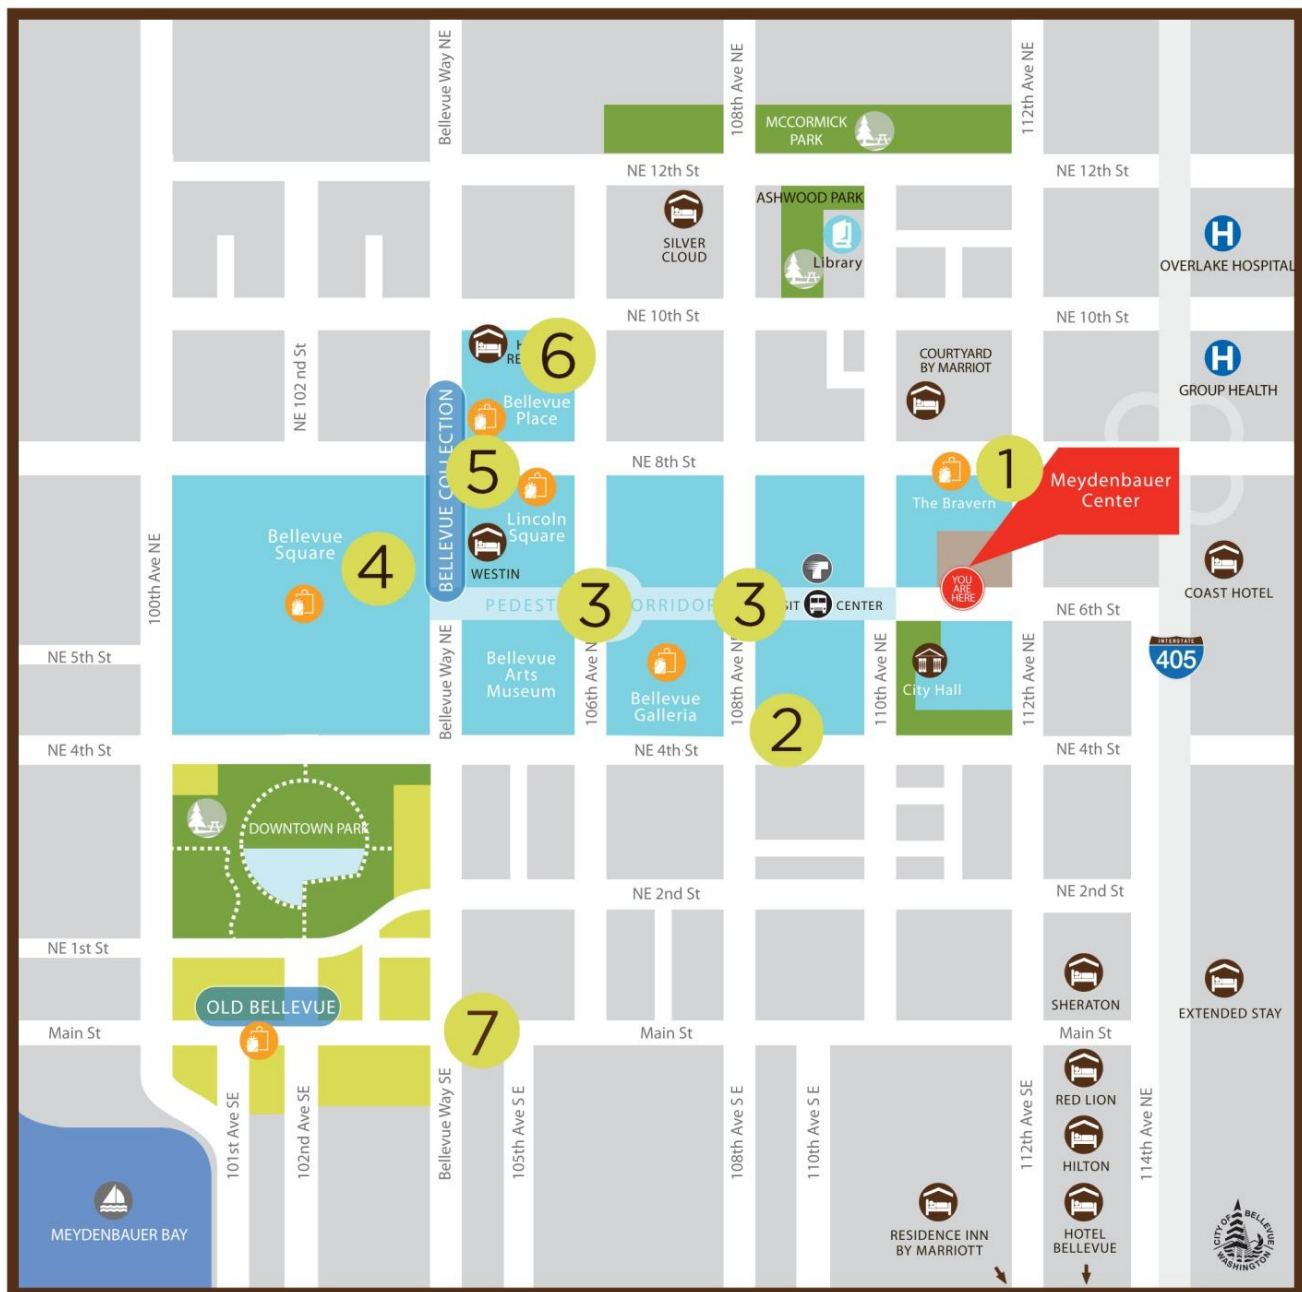 Bellevue Way NE
108th Ave NE
112th Ave NE
MCCORMICK
PARK
NE 12th St
NE 12th St
SILVER
CLOUD
ASHWOOD PARK
Library
OVERLAKE HOSPITAL
NE 10th St
NE 10th St
NE 102 nd St
6
Bellevue
Place
COURTYARD
BY MARRIOT
GROUP HEALTH
BELLEVUE COLLECTION
5
NE 8th St
1
The Bravern
Meydenbauer
Center
Bellevue
Square
4
Lincoln
Square
WESTIN
YOU
ARE
HERE
COAST HOTEL
100th Ave NE
3
3
CENTER
NE 6th St
NE 5th St
Bellevue Way NE
Bellevue
Arts
Museum
Bellevue
Galleria
108th Ave
110th Ave NE
City Hall
112th Ave NE
INTERSTATE
405
106th Ave
2
NE 4th St
NE 4th St
NE 4th St
DOWNTOWN PARK
NE 2nd St
NE 2nd St
NE 1st St
OLD BELLEVUE
SHERATON
EXTENDED STAY
Main St
7
Main St
Main St
101st Ave SE
102nd Ave SE
Bellevue Way SE
105th Ave S E
108th Ave S E
110th Ave S E
112th Ave SE
114th Ave NE
RED LION
HILTON
MEYDENBAUER BAY
RESIDENCE INN
BY MARRIOTT
HOTEL
BELLEVUE
CITY OF BELLEVUE
WASHINGTON